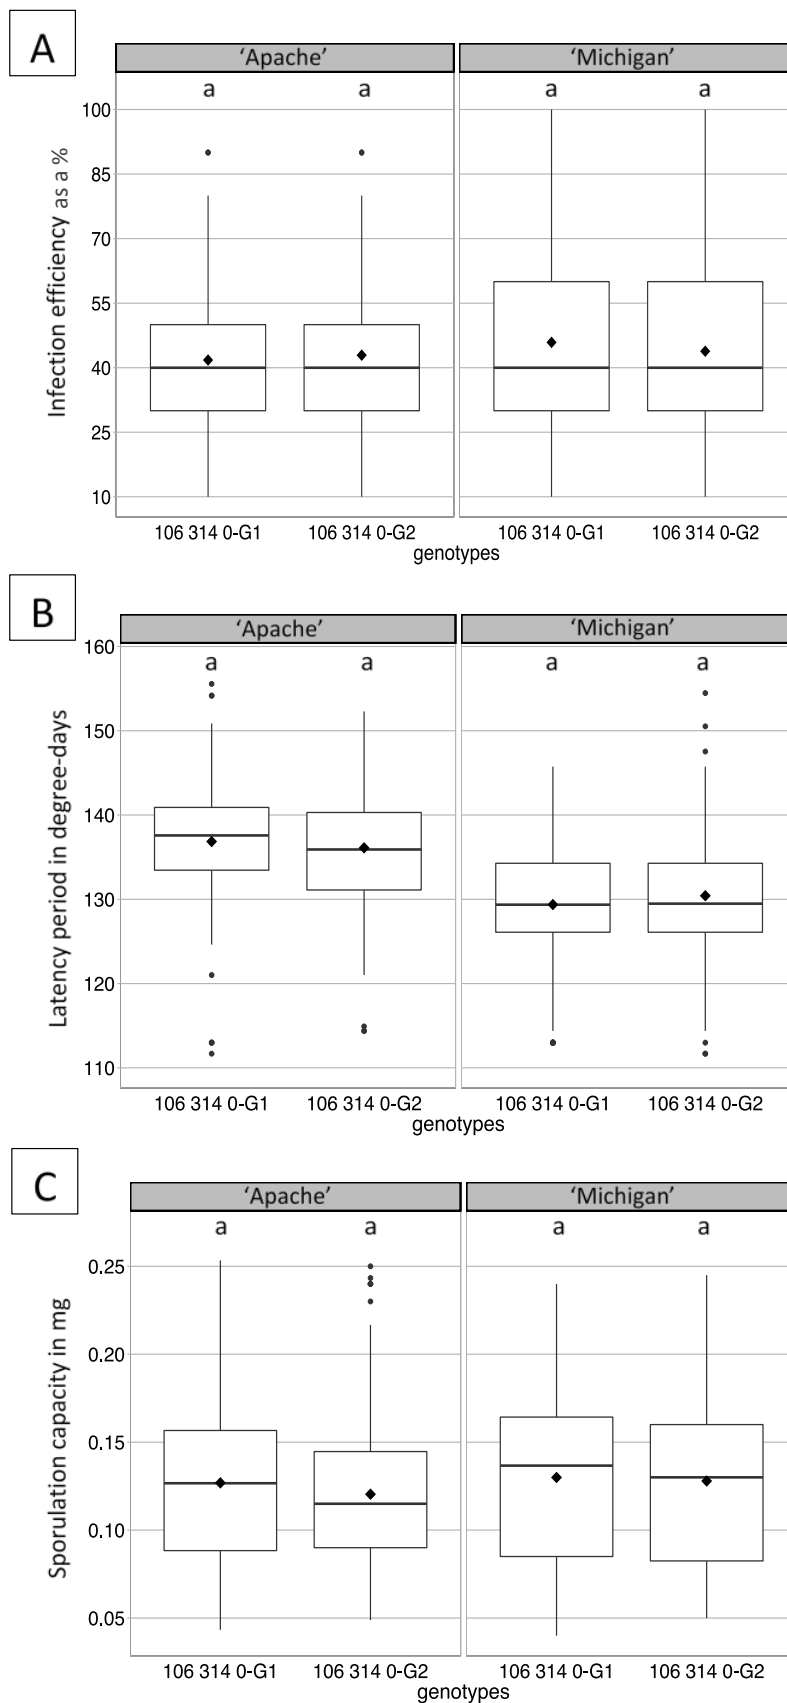 A
'Apache' 'Michigan'
a a a a
Infection efficiency as a %
100
85
70
55
40
25
10
106 314 0-G1 106 314 0-G2 106 314 0-G1 106 314 0-G2
genotypes
B
'Apache' 'Michigan'
a a a a
Latency period in degree-days
160
150
140
130
120
110
106 314 0-G1 106 314 0-G2 106 314 0-G1 106 314 0-G2
genotypes
C
'Apache' 'Michigan'
a a a a
Sporulation capacity in mg
0.25
0.20
0.15
0.10
0.05
106 314 0-G1 106 314 0-G2 106 314 0-G1 106 314 0-G2
genotypes